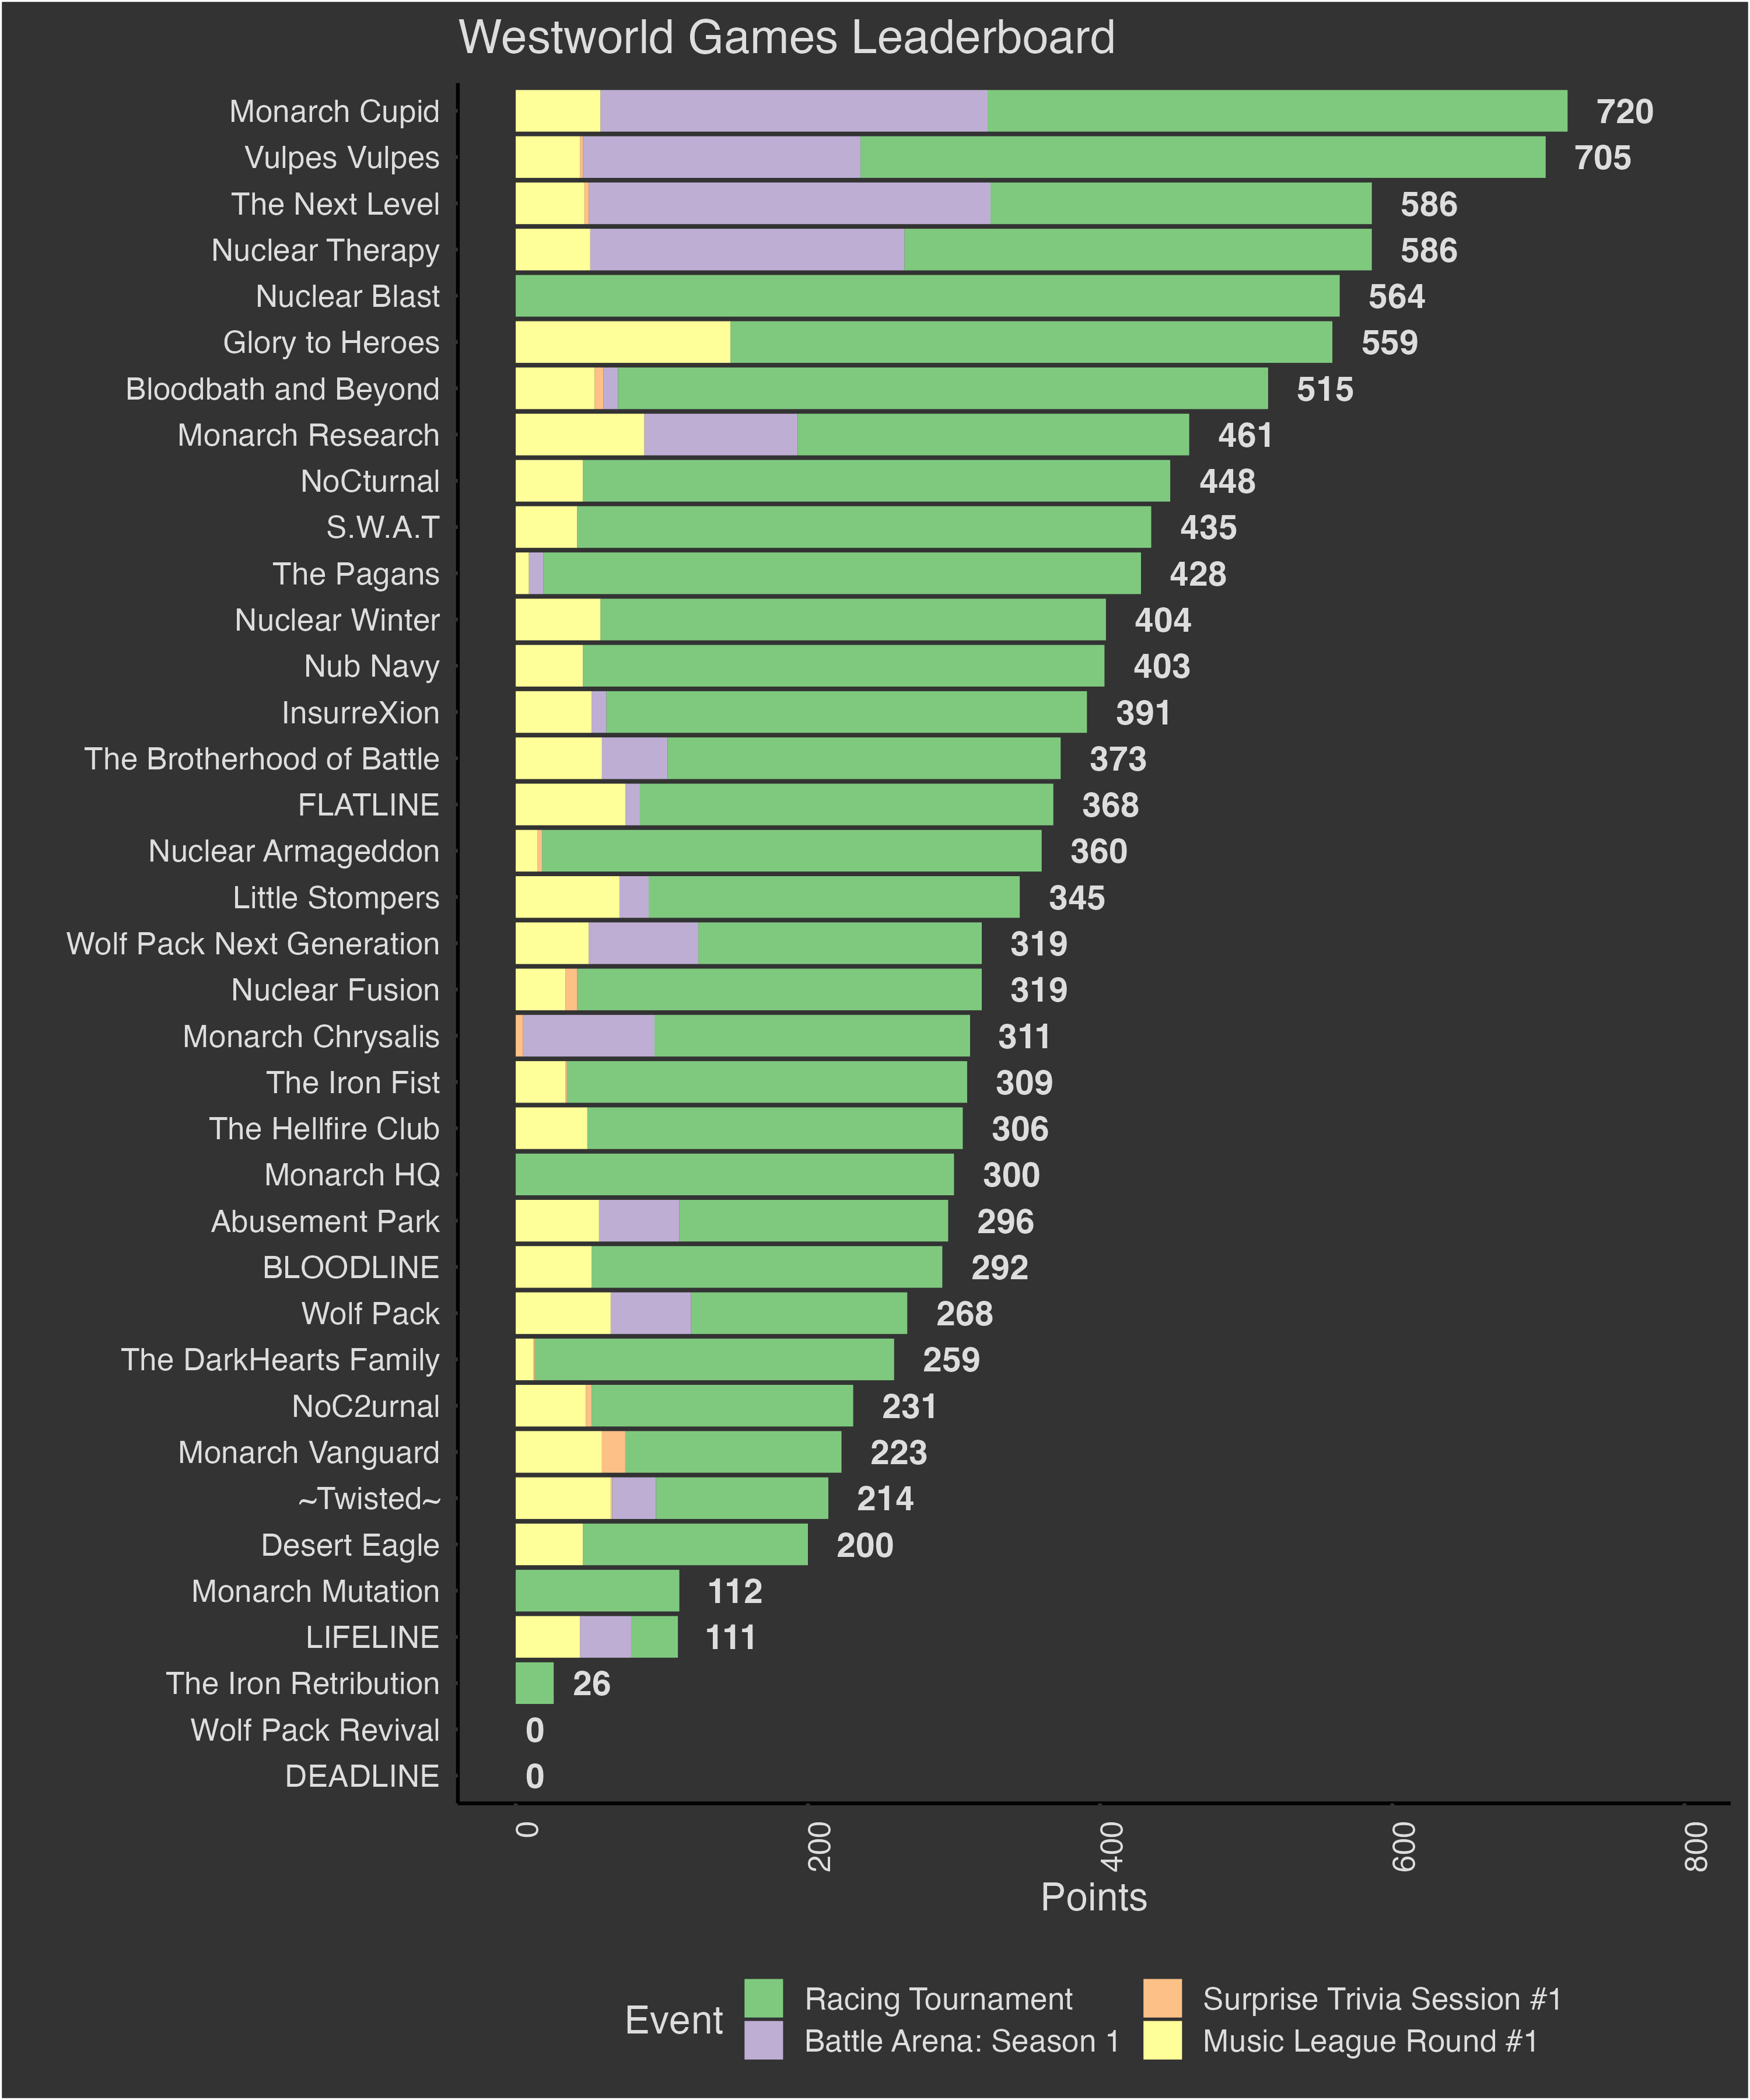 Westworld Games Leaderboard
Monarch Cupid 720
Vulpes Vulpes 705
The Next Level 586
Nuclear Therapy 586
Nuclear Blast 564
Glory to Heroes 559
Bloodbath and Beyond 515
Monarch Research 461
NoCturnal 448
S.W.A.T 435
The Pagans 428
Nuclear Winter 404
Nub Navy 403
InsurreXion 391
The Brotherhood of Battle 373
FLATLINE 368
Nuclear Armageddon 360
Little Stompers 345
Wolf Pack Next Generation 319
Nuclear Fusion 319
Monarch Chrysalis 311
The Iron Fist 309
The Hellfire Club 306
Monarch HQ 300
Abusement Park 296
BLOODLINE 292
Wolf Pack 268
The DarkHearts Family 259
NoC2urnal 231
Monarch Vanguard 223
~Twisted~ 214
Desert Eagle 200
Monarch Mutation 112
LIFELINE 111
The Iron Retribution 26
Wolf Pack Revival 0
DEADLINE 0
0 200 400 600 800
Points
Event
Racing Tournament
Battle Arena: Season 1
Surprise Trivia Session #1
Music League Round #1